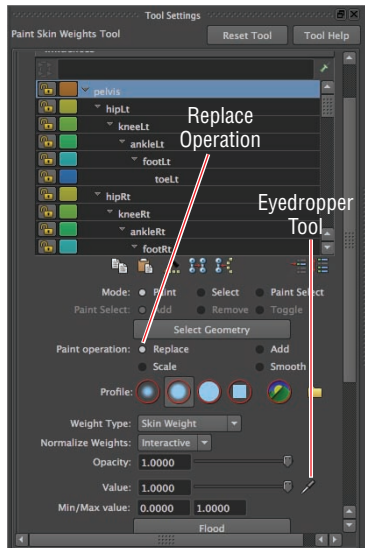 Tool Settings
Paint Skin Weights Tool Reset Tool Tool Help
pelvis
hipLt
Replace
Operation
kneeLt
ankleLt
footLt
toeLt
hipRt
Eyedropper
Tool
kneeRt
ankleRt
footRt
Mode: Paint Select Paint Select
Paint Select: Add Remove Toggle
Select Geometry
Paint operation: Replace Add
Scale Smooth
Profile:
Weight Type: Skin Weight
Normalize Weights: Interactive
Opacity: 1.0000
Value: 1.0000
Min/Max value: 0.0000 1.0000
Flood